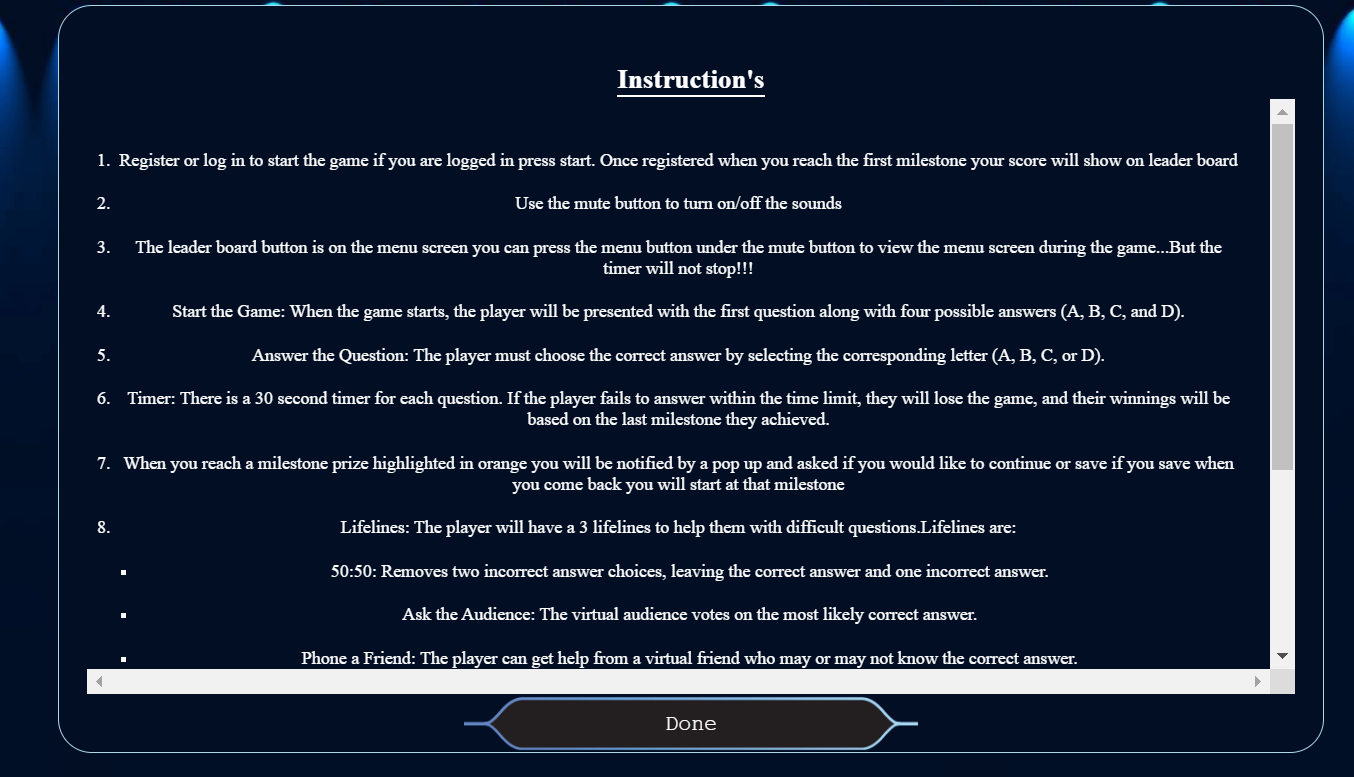 Instruction's
1. Register or log in to start the game if you are logged in press start. Once registered when you reach the first milestone your score will show on leader board
2. Use the mute button to turn on/off the sounds
3. The leader board button is on the menu screen you can press the menu button under the mute button to view the menu screen during the game...But the
timer will not stop!!!
4. Start the Game: When the game starts, the player will be presented with the first question along with four possible answers (A, B, C, and D).
5. Answer the Question: The player must choose the correct answer by selecting the corresponding letter (A, B, C, or D).
6. Timer: There is a 30 second timer for each question. If the player fails to answer within the time limit, they will lose the game, and their winnings will be
based on the last milestone they achieved.
7. When you reach a milestone prize highlighted in orange you will be notified by a pop up and asked if you would like to continue or save if you save when
you come back you will start at that milestone
8. Lifelines: The player will have a 3 lifelines to help them with difficult questions.Lifelines are:
▪ 50:50: Removes two incorrect answer choices, leaving the correct answer and one incorrect answer.
▪ Ask the Audience: The virtual audience votes on the most likely correct answer.
▪ Phone a Friend: The player can get help from a virtual friend who may or may not know the correct answer.
Done